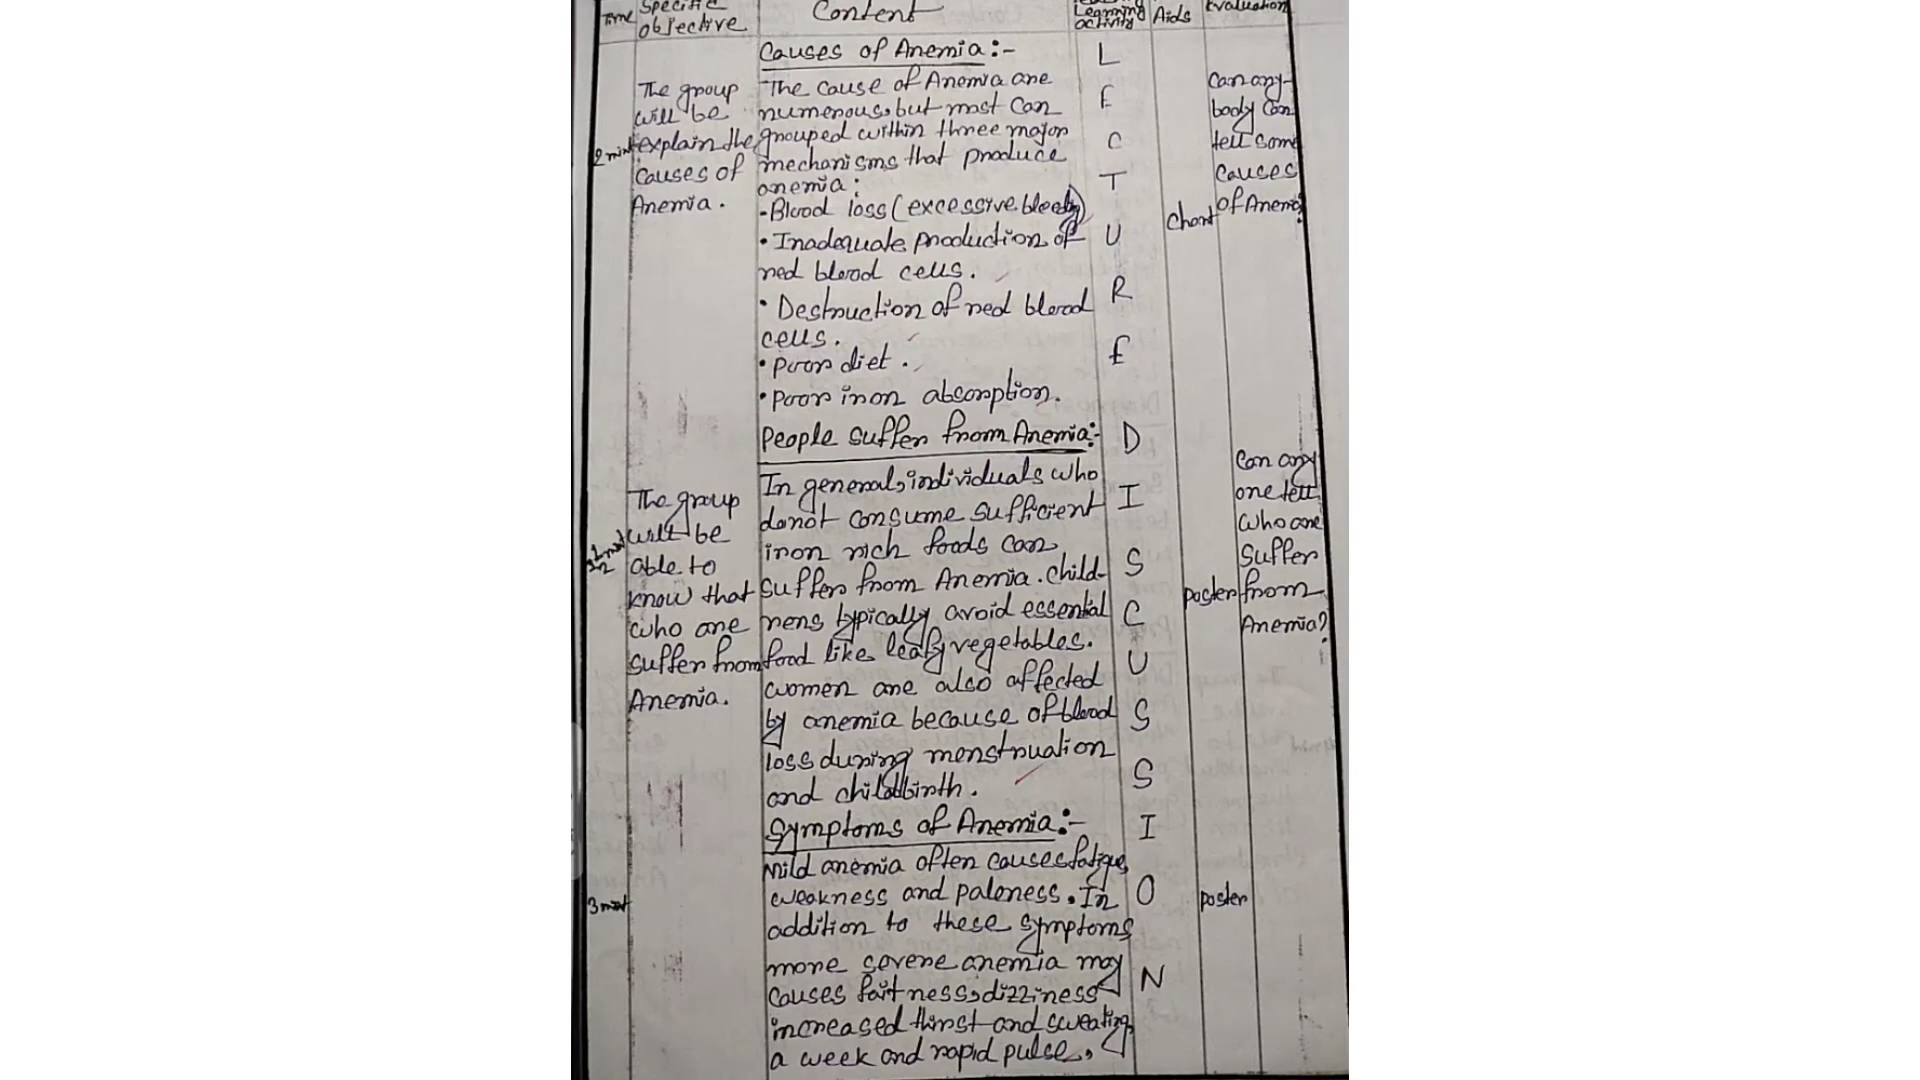 Time
Specific
objective
Content
Learning
activity
Aids
Evaluation
Causes of Anemia :-
The cause of Anemia are
numerous, but most can
grouped within three major
mechanisms that produce
anemia :
- Blood loss (excessive bleeding)
• Inadequate production of
red blood cells.
• Destruction of red blood
cells.
• Poor diet .
• Poor iron absorption.
2 mint
The group
will be
explain the
causes of
Anemia .
L
E
C
T
U
R
E
chart
Can any-
body can
tell some
causes
of Anemia?
People suffer from Anemia:-
In general, individuals who
donot consume sufficient
iron rich foods can
suffer from Anemia. child-
rens typically avoid essential
food like leafy vegetables.
women are also affected
by anemia because of blood
loss during menstruation
and childbirth .
The group
will be
able to
know that
who are
suffer from
Anemia.
D
I
S
C
U
S
S
I
O
N
poster
Can any
one tell
who are
suffer
from
Anemia?
Symptoms of Anemia :-
Mild anemia often causes fatigue,
weakness and paleness. In
addition to these symptoms
more severe anemia may
causes faitness, dizziness
increased thirst and sweating,
a week and rapid pulse,
3 mint
poster